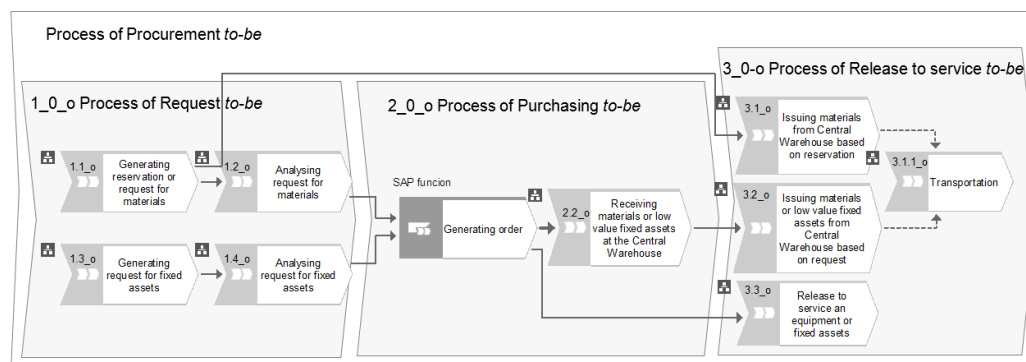 Process of Procurement to-be
1_0_o Process of Request to-be
1.1_o
Generating
reservation or
request for
materials
1.2_o
Analysing
request for
materials
1.3_o
Generating
request for fixed
assets
1.4_o
Analysing
request for fixed
assets
2_0_o Process of Purchasing to-be
SAP funcion
Generating order
2.2_o
Receiving
materials or low
value fixed assets
at the Central
Warehouse
3_0-o Process of Release to service to-be
3.1_o
Issuing materials
from Central
Warehouse based
on reservation
3.1.1_o
Transportation
3.2_o
Issuing materials
or low value fixed
assets from
Central
Warehouse based
on request
3.3_o
Release to
service an
equipment or
fixed assets